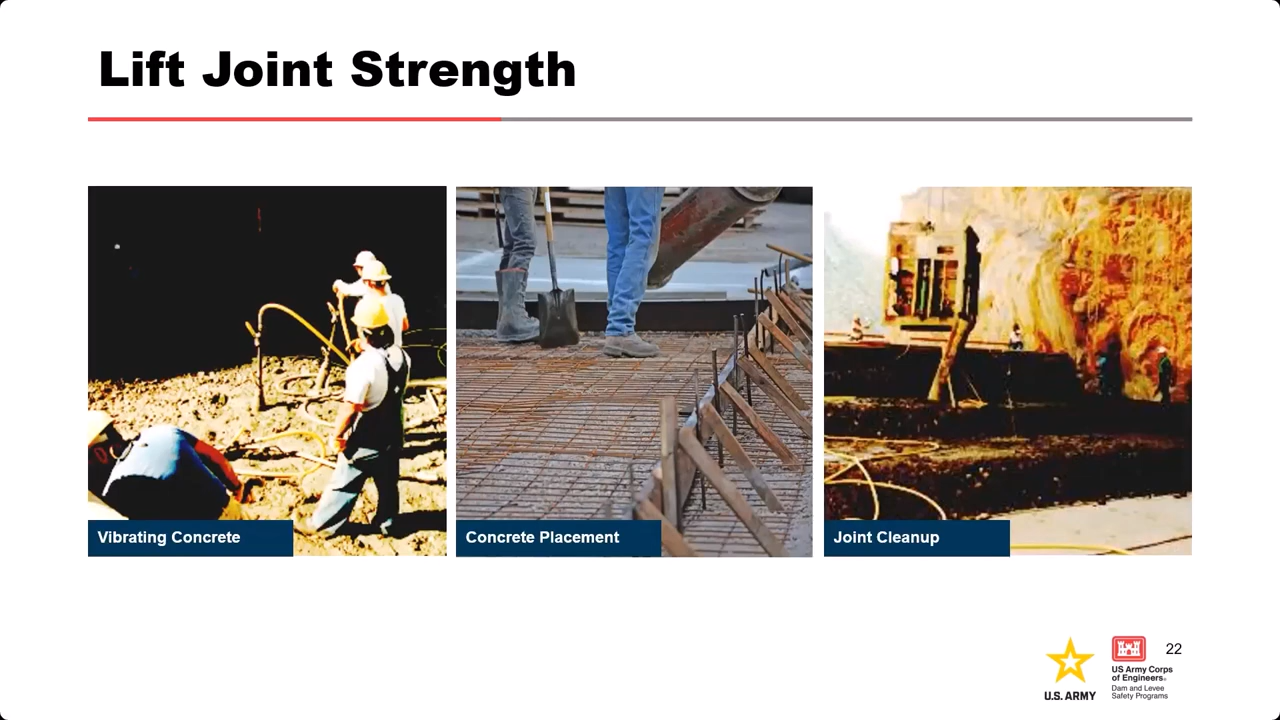 Lift Joint Strength
Vibrating Concrete
Concrete Placement
Joint Cleanup
22
U.S. ARMY
US Army Corps
of Engineers®
Dam and Levee
Safety Programs